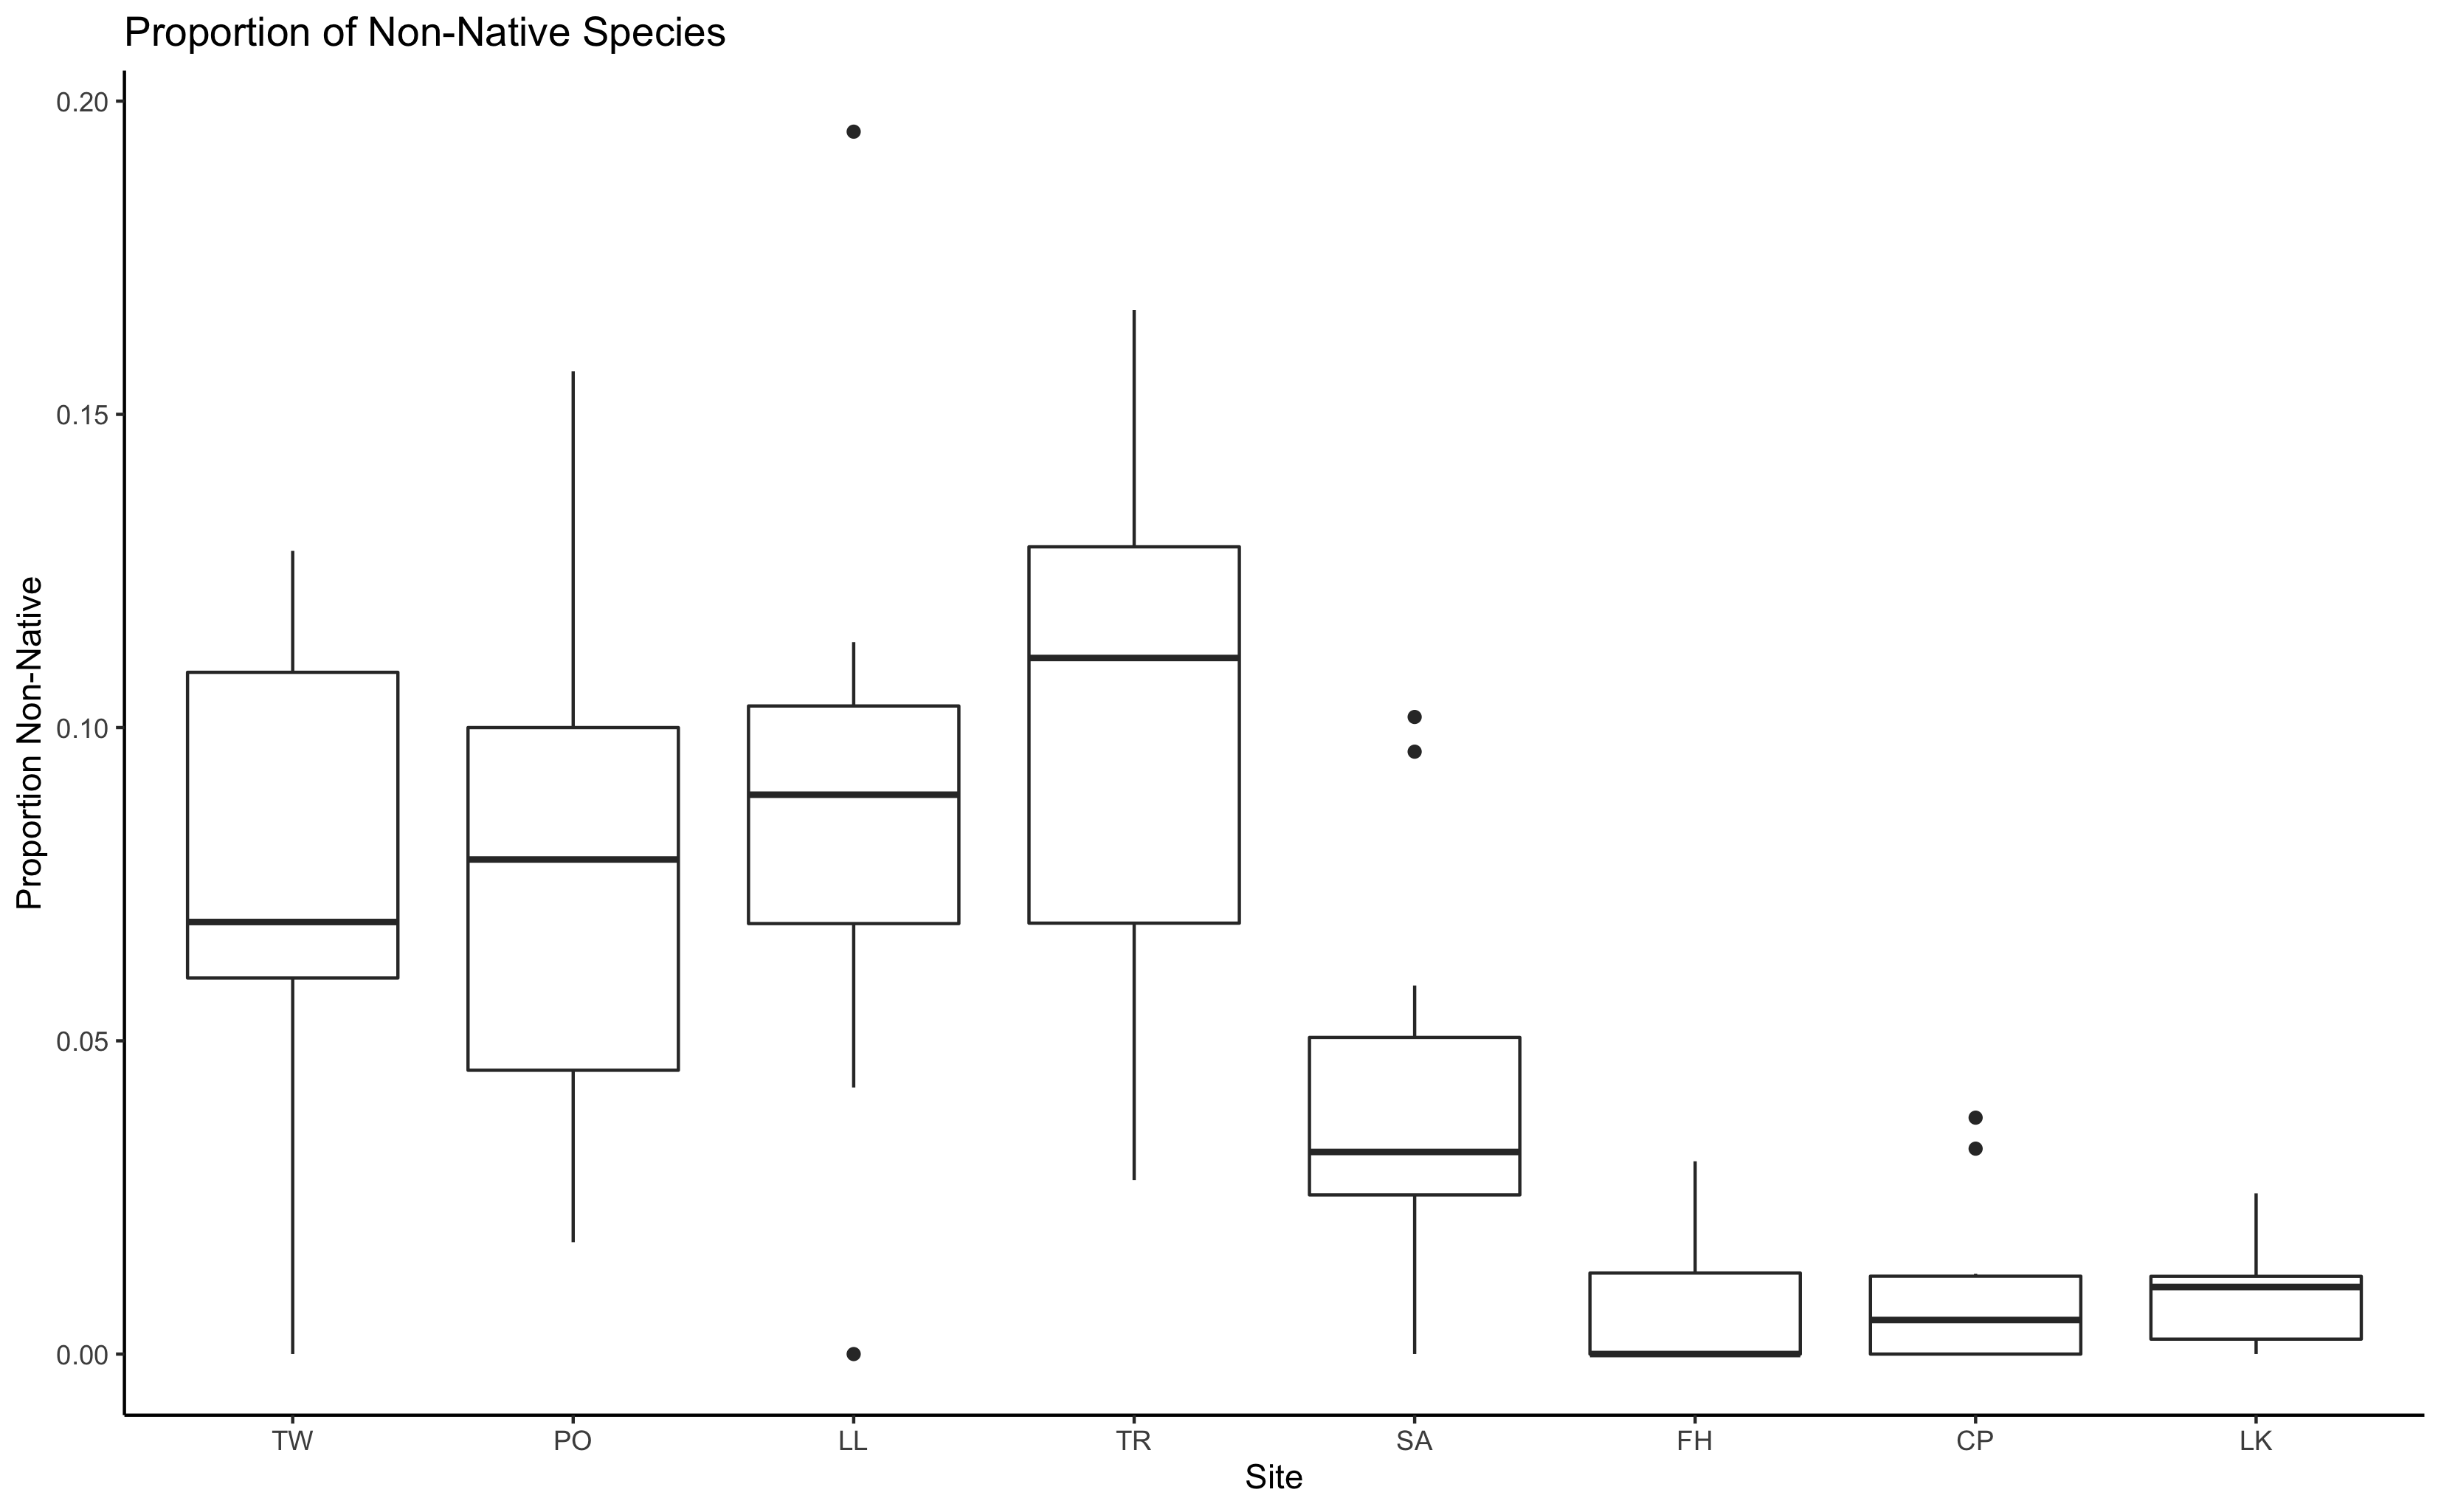 Proportion of Non-Native Species
Proportion Non-Native
0.20
0.15
0.10
0.05
0.00
TW PO LL TR SA FH CP LK
Site